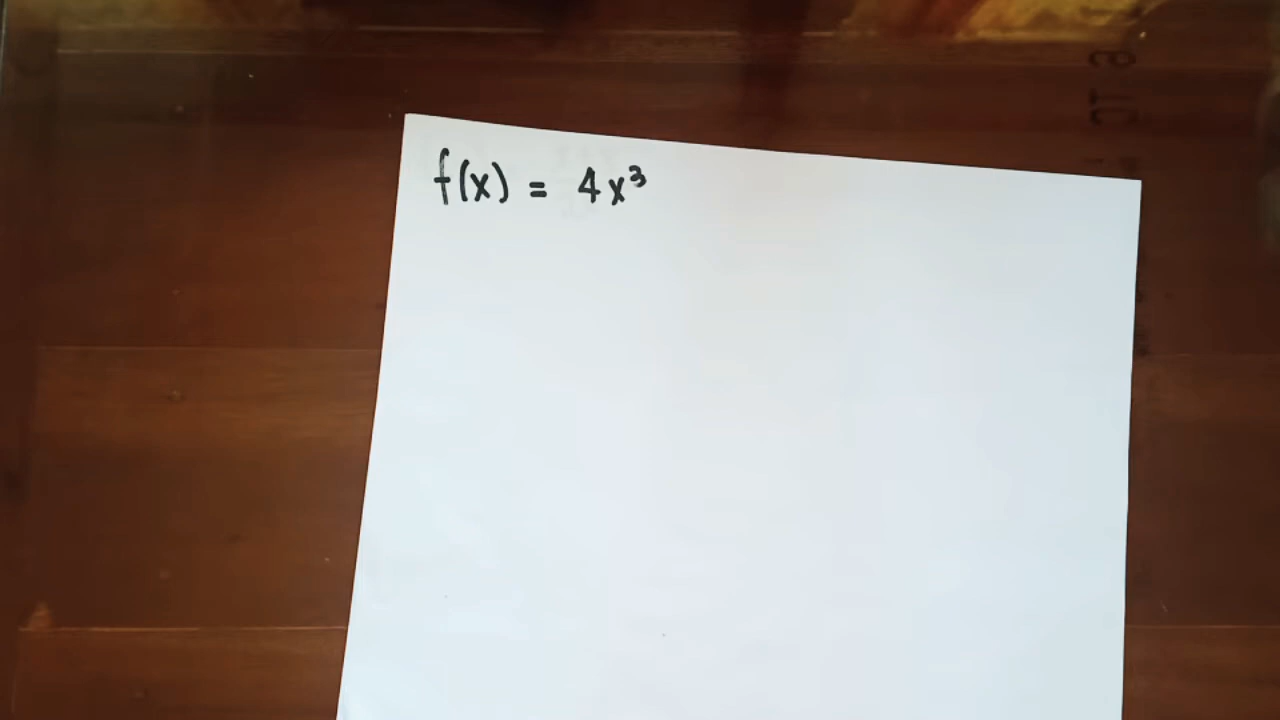 f(x) = 4x³